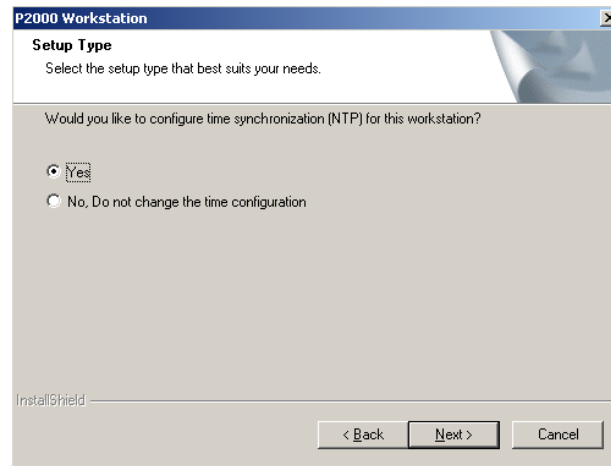 P2000 Workstation
Setup Type
Select the setup type that best suits your needs.
Would you like to configure time synchronization (NTP) for this workstation?
Yes
No, Do not change the time configuration
InstallShield
< Back
Next >
Cancel